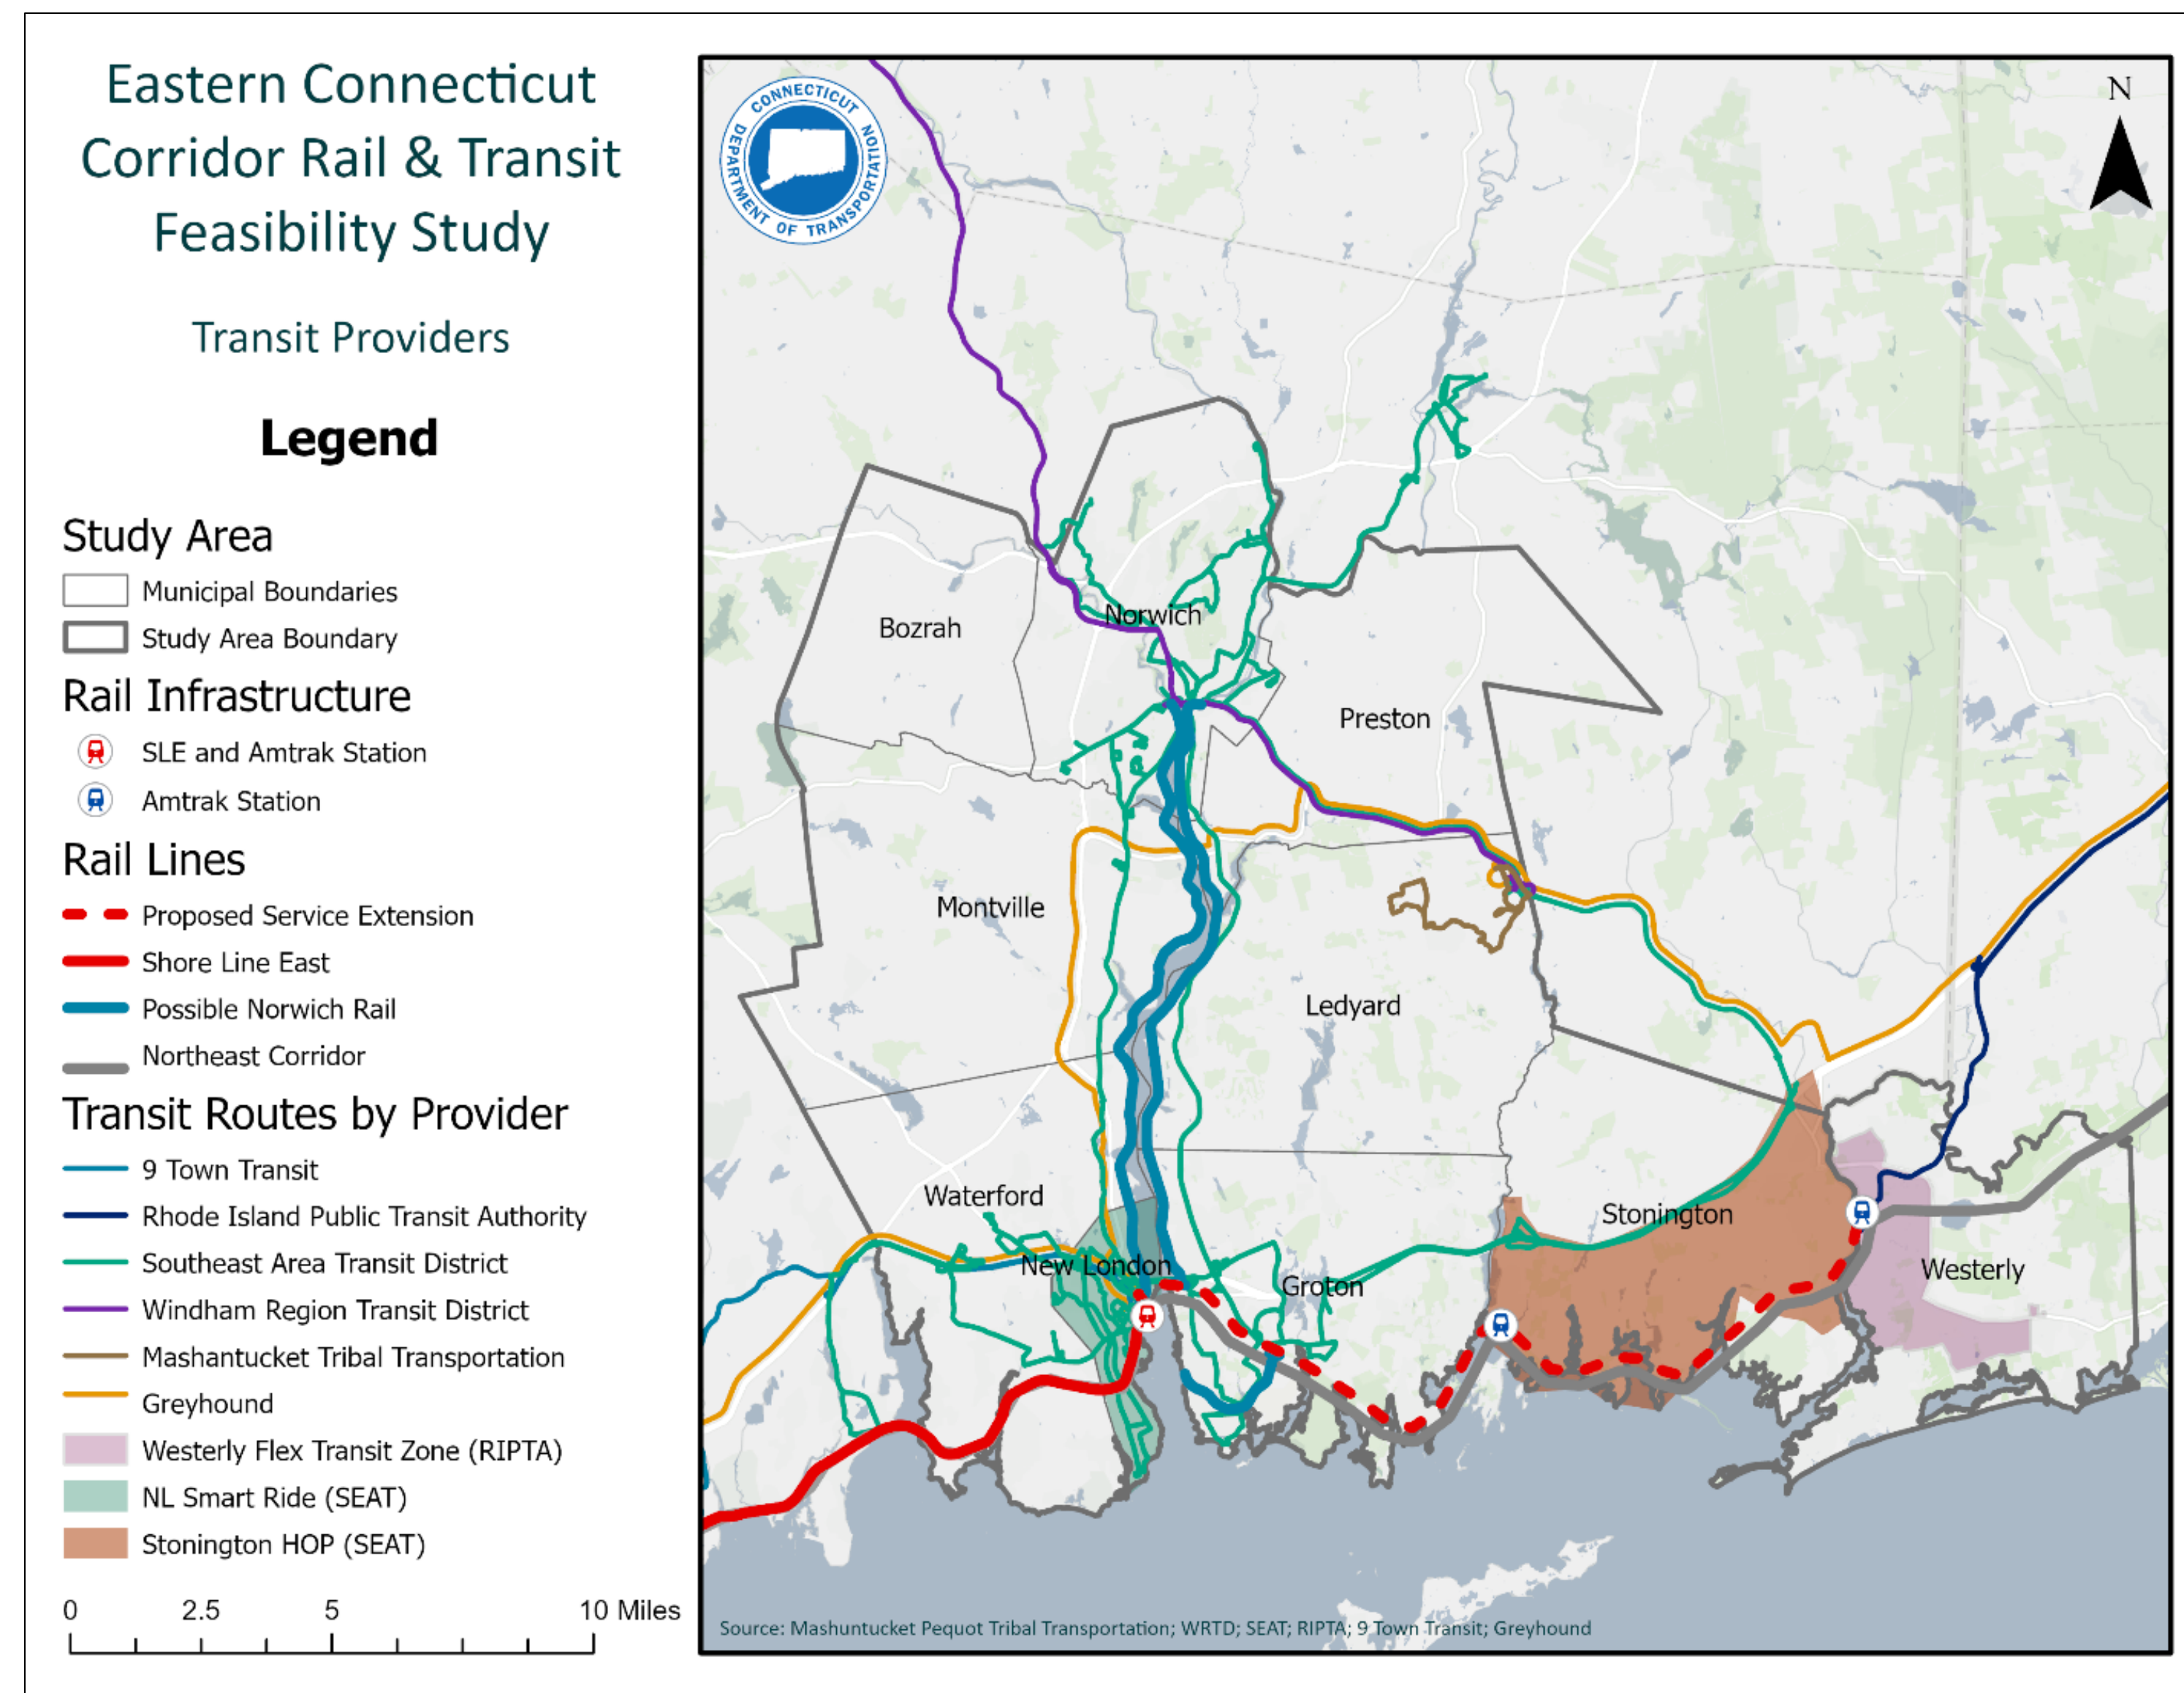 Eastern Connecticut
Corridor Rail & Transit
Feasibility Study
Transit Providers
Legend
Study Area
Municipal Boundaries
Study Area Boundary
Rail Infrastructure
SLE and Amtrak Station
Amtrak Station
Rail Lines
Proposed Service Extension
Shore Line East
Possible Norwich Rail
Northeast Corridor
Transit Routes by Provider
9 Town Transit
Rhode Island Public Transit Authority
Southeast Area Transit District
Windham Region Transit District
Mashantucket Tribal Transportation
Greyhound
Westerly Flex Transit Zone (RIPTA)
NL Smart Ride (SEAT)
Stonington HOP (SEAT)
0 2.5 5 10 Miles
CONNECTICUT
DEPARTMENT OF TRANSPORTATION
N
Norwich
Bozrah
Preston
Montville
Ledyard
Waterford
Stonington
New London
Groton
Westerly
Source: Mashuntucket Pequot Tribal Transportation; WRTD; SEAT; RIPTA; 9 Town Transit; Greyhound